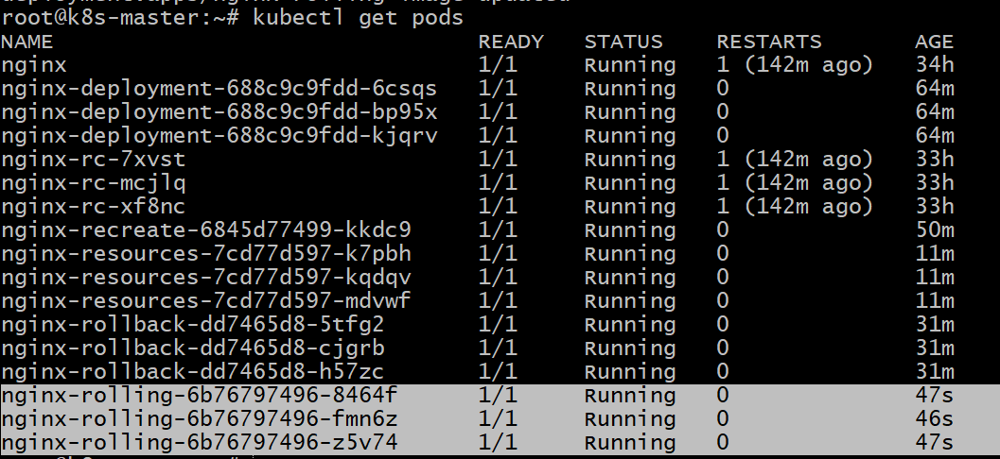 root@k8s-master:~# kubectl get pods
NAME READY STATUS RESTARTS AGE
nginx 1/1 Running 1 (142m ago) 34h
nginx-deployment-688c9c9fdd-6csqs 1/1 Running 0 64m
nginx-deployment-688c9c9fdd-bp95x 1/1 Running 0 64m
nginx-deployment-688c9c9fdd-kjqrv 1/1 Running 0 64m
nginx-rc-7xvst 1/1 Running 1 (142m ago) 33h
nginx-rc-mcjlq 1/1 Running 1 (142m ago) 33h
nginx-rc-xf8nc 1/1 Running 1 (142m ago) 33h
nginx-recreate-6845d77499-kkdc9 1/1 Running 0 50m
nginx-resources-7cd77d597-k7pbh 1/1 Running 0 11m
nginx-resources-7cd77d597-kqdqv 1/1 Running 0 11m
nginx-resources-7cd77d597-mdvwf 1/1 Running 0 11m
nginx-rollback-dd7465d8-5tfg2 1/1 Running 0 31m
nginx-rollback-dd7465d8-cjgrb 1/1 Running 0 31m
nginx-rollback-dd7465d8-h57zc 1/1 Running 0 31m
nginx-rolling-6b76797496-8464f 1/1 Running 0 47s
nginx-rolling-6b76797496-fmn6z 1/1 Running 0 46s
nginx-rolling-6b76797496-z5v74 1/1 Running 0 47s